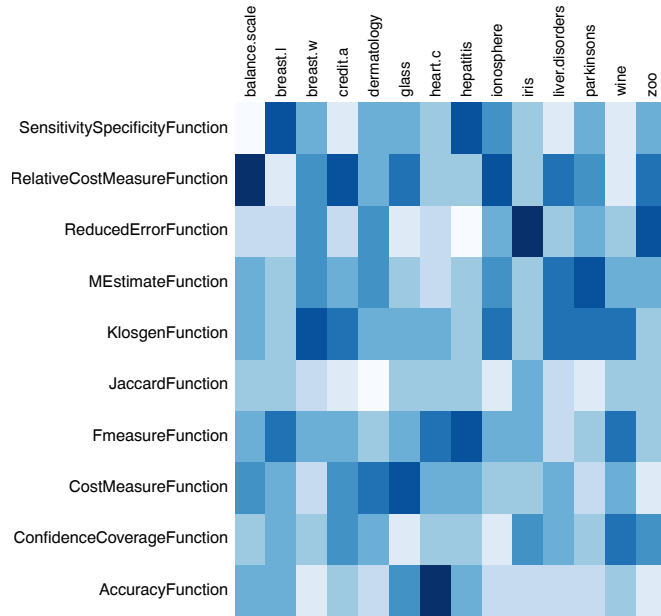 balance.scale
breast.l
breast.w
credit.a
dermatology
glass
heart.c
hepatitis
ionosphere
iris
liver.disorders
parkinsons
wine
zoo
SensitivitySpecificityFunction
RelativeCostMeasureFunction
ReducedErrorFunction
MEstimateFunction
KlosgenFunction
JaccardFunction
FmeasureFunction
CostMeasureFunction
ConfidenceCoverageFunction
AccuracyFunction